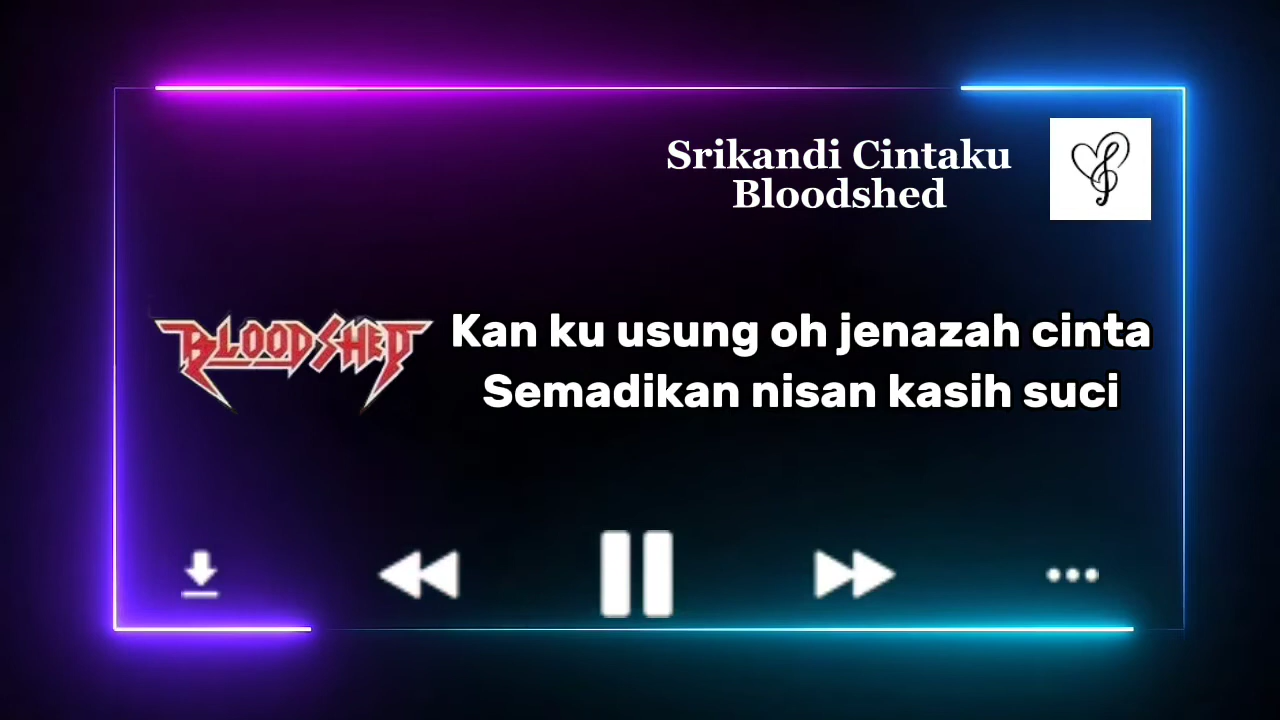 Srikandi Cintaku
Bloodshed
BLOODSHED
Kan ku usung oh jenazah cinta
Semadikan nisan kasih suci